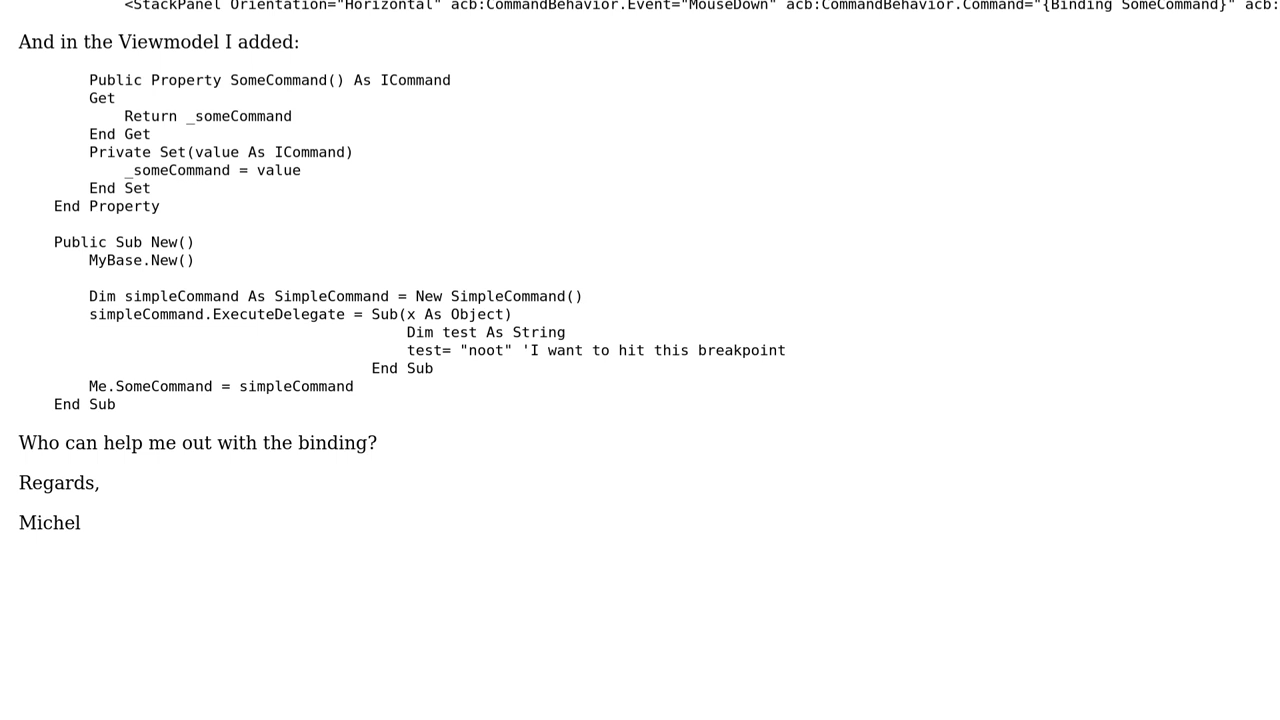 <StackPanel Orientation="Horizontal" acb:CommandBehavior.Event="MouseDown" acb:CommandBehavior.Command="{Binding SomeCommand}" acb:
And in the Viewmodel I added:
Public Property SomeCommand() As ICommand
Get
Return _someCommand
End Get
Private Set(value As ICommand)
_someCommand = value
End Set
End Property
Public Sub New()
MyBase.New()
Dim simpleCommand As SimpleCommand = New SimpleCommand()
simpleCommand.ExecuteDelegate = Sub(x As Object)
Dim test As String
test= "noot" 'I want to hit this breakpoint
End Sub
Me.SomeCommand = simpleCommand
End Sub
Who can help me out with the binding?
Regards,
Michel